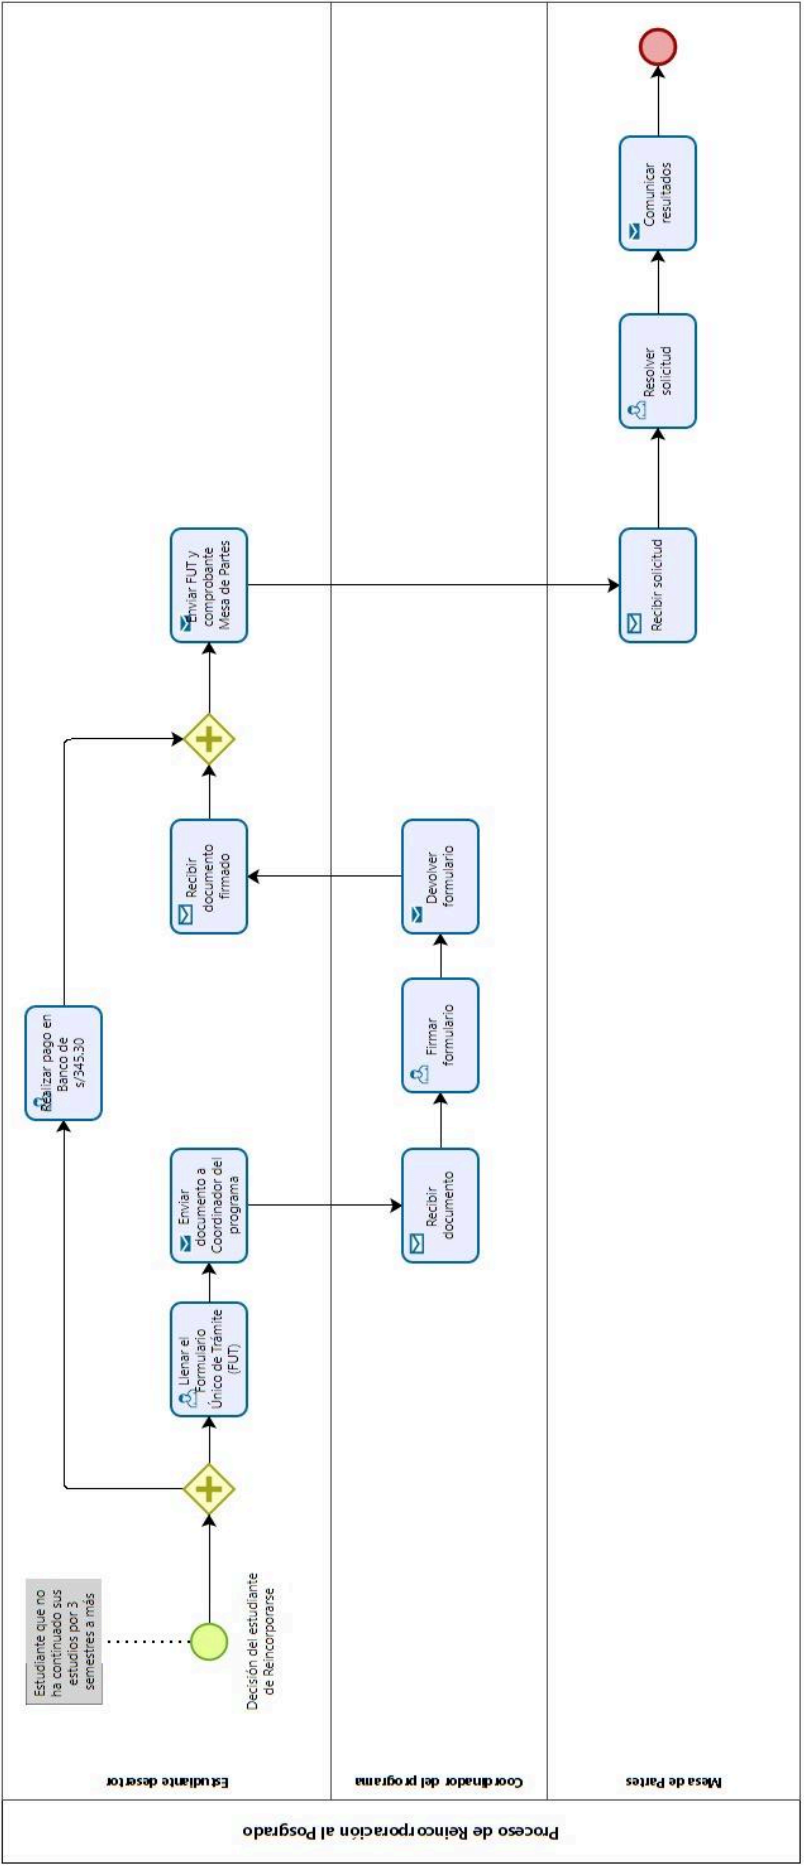 Proceso de Reincorporación al Posgrado
Estudiante desertor
Coordinador del programa
Mesa de Partes
Estudiante que no
ha continuado sus
estudios por 3
semestres a más
Decisión del estudiante
de Reincorporarse
Llenar el
Formulario
Único de Trámite
(FUT)
Enviar
documento a
Coordinador del
programa
Realizar pago en
Banco de
s/345.30
Recibir
documento
Firmar
formulario
Devolver
formulario
Recibir
documento
firmado
Enviar FUT y
comprobante
Mesa de Partes
Recibir solicitud
Resolver
solicitud
Comunicar
resultados